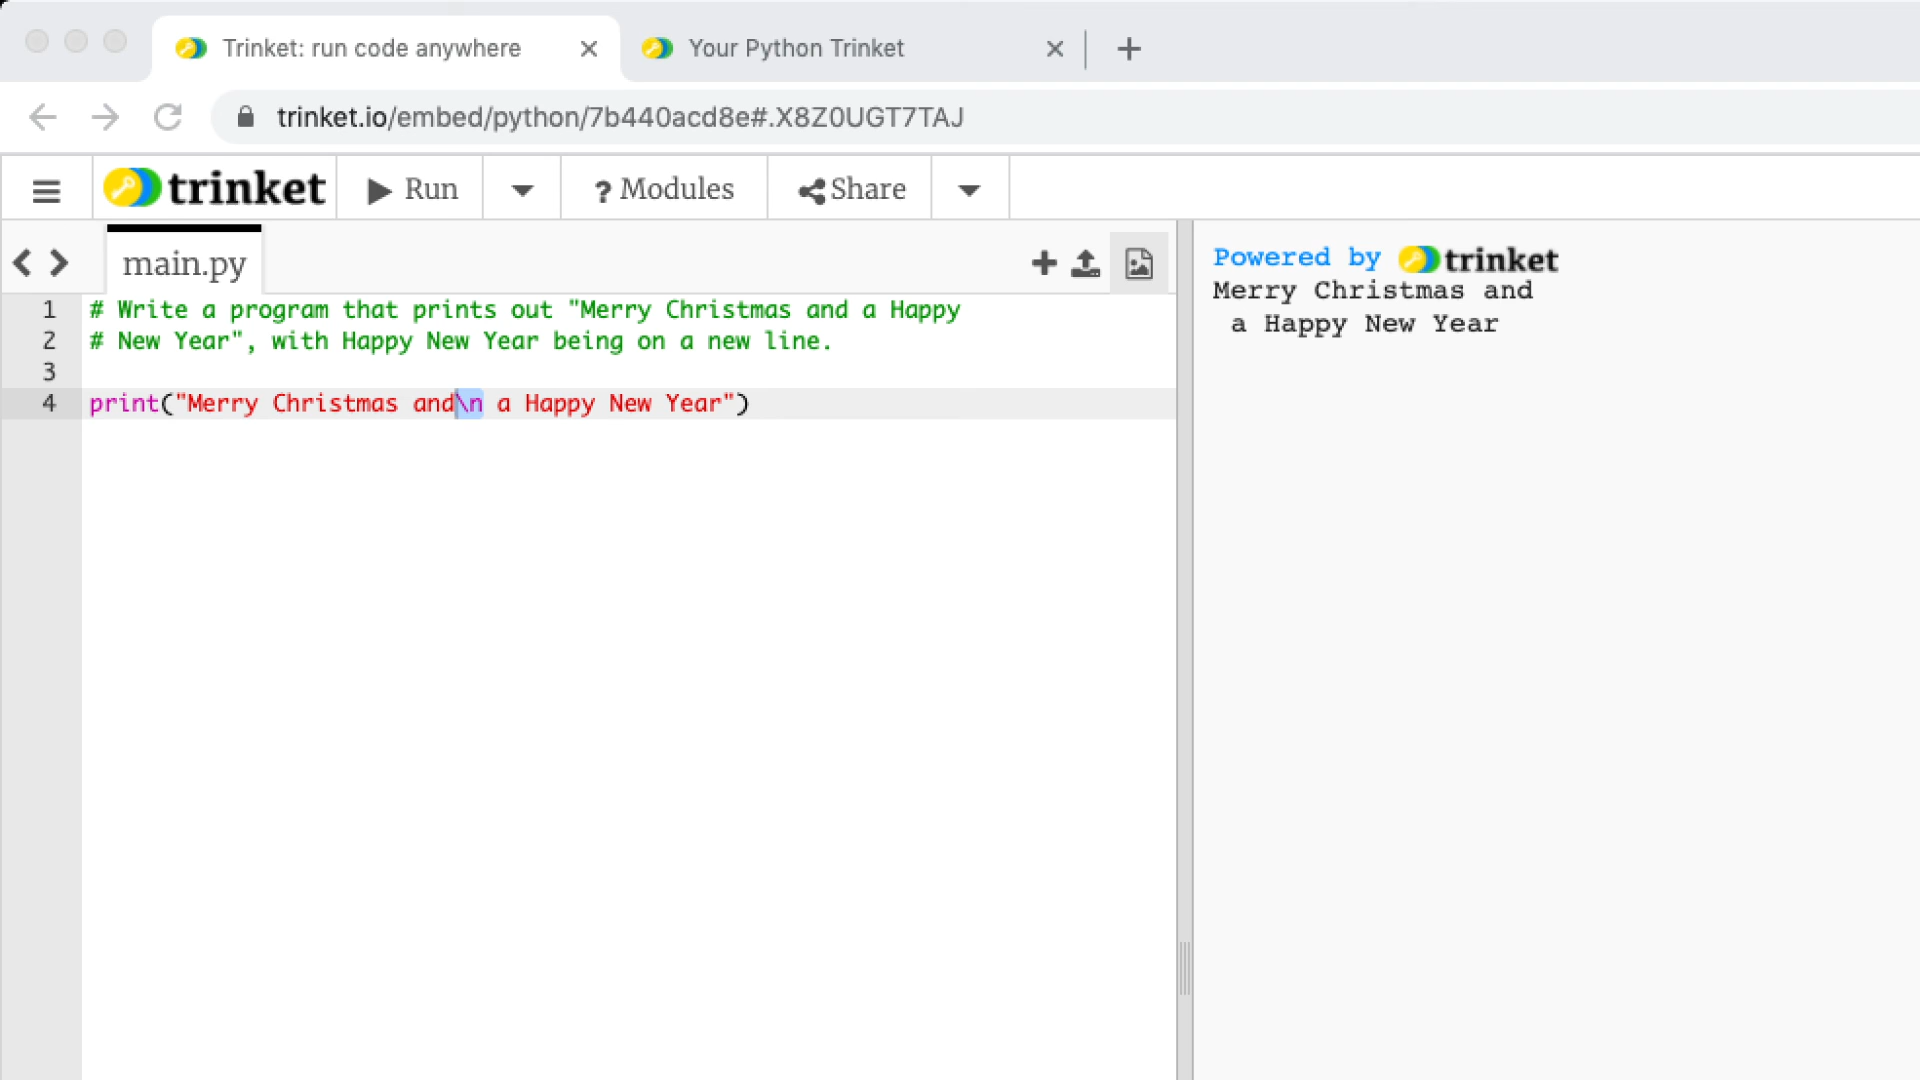 Trinket: run code anywhere
Your Python Trinket
trinket.io/embed/python/7b440acd8e#.X8Z0UGT7TAJ
trinket
Run
? Modules
Share
main.py
Powered by trinket
1 # Write a program that prints out "Merry Christmas and a Happy
2 # New Year", with Happy New Year being on a new line.
3
4 print("Merry Christmas and\n a Happy New Year")
Merry Christmas and
 a Happy New Year